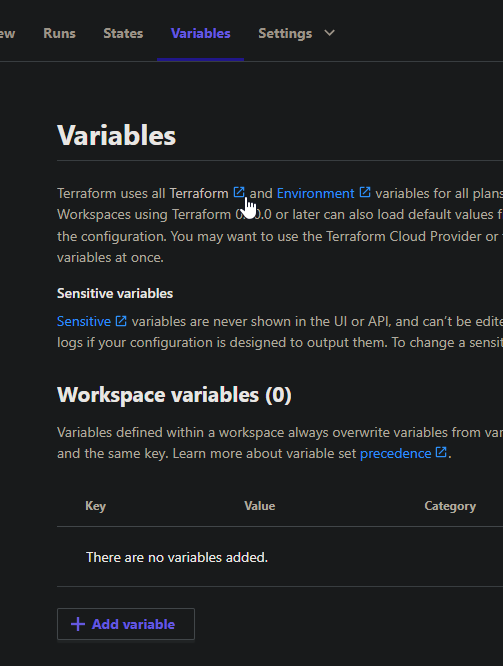 ew Runs States Variables Settings
Variables
Terraform uses all Terraform and Environment variables for all plans
Workspaces using Terraform 0.0 or later can also load default values f
the configuration. You may want to use the Terraform Cloud Provider or
variables at once.
Sensitive variables
Sensitive variables are never shown in the UI or API, and can't be edite
logs if your configuration is designed to output them. To change a sensit
Workspace variables (0)
Variables defined within a workspace always overwrite variables from var
and the same key. Learn more about variable set precedence.
Key Value Category
There are no variables added.
+ Add variable